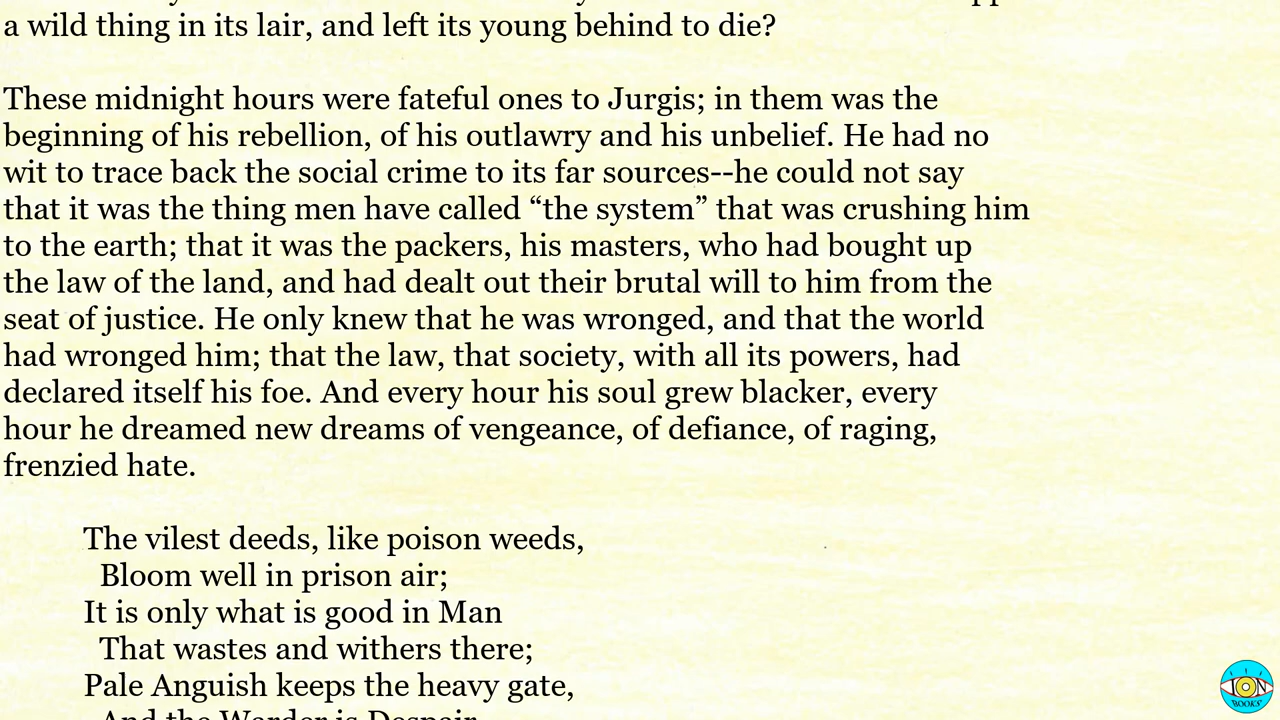 a wild thing in its lair, and left its young behind to die?
These midnight hours were fateful ones to Jurgis; in them was the
beginning of his rebellion, of his outlawry and his unbelief. He had no
wit to trace back the social crime to its far sources--he could not say
that it was the thing men have called “the system” that was crushing him
to the earth; that it was the packers, his masters, who had bought up
the law of the land, and had dealt out their brutal will to him from the
seat of justice. He only knew that he was wronged, and that the world
had wronged him; that the law, that society, with all its powers, had
declared itself his foe. And every hour his soul grew blacker, every
hour he dreamed new dreams of vengeance, of defiance, of raging,
frenzied hate.
The vilest deeds, like poison weeds,
Bloom well in prison air;
It is only what is good in Man
That wastes and withers there;
Pale Anguish keeps the heavy gate,
And the Warder is Despair
ION
BOOKS